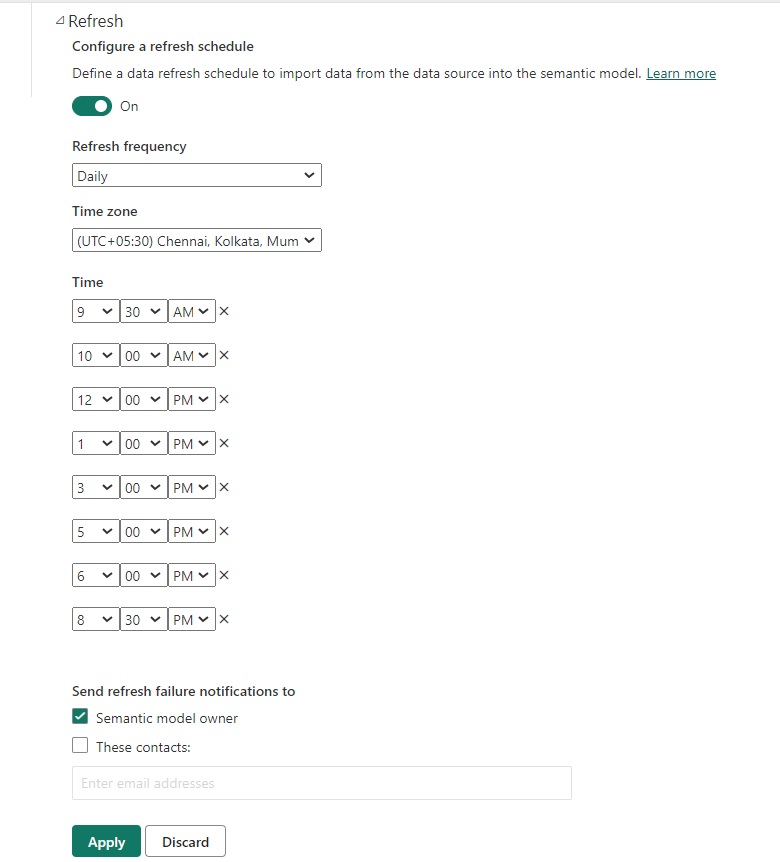 Refresh
Configure a refresh schedule
Define a data refresh schedule to import data from the data source into the semantic model. Learn more
On
Refresh frequency
Daily
Time zone
(UTC+05:30) Chennai, Kolkata, Mum
Time
9 30 AM
10 00 AM
12 00 PM
1 00 PM
3 00 PM
5 00 PM
6 00 PM
8 30 PM
Send refresh failure notifications to
Semantic model owner
These contacts:
Enter email addresses
Apply Discard